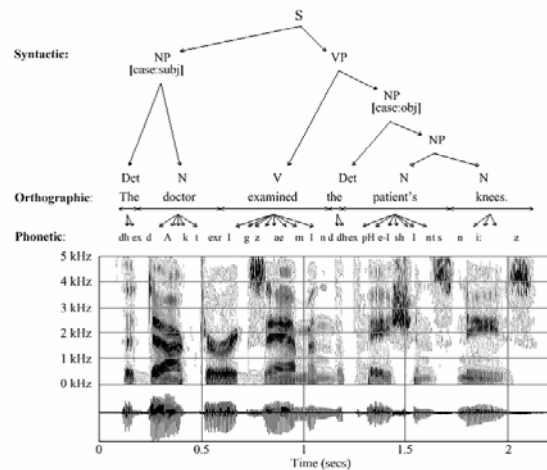 S
Syntactic:
NP
[case:subj]
VP
NP
[case:obj]
NP
Det N V Det N N
Orthographic: The doctor examined the patient's knees.
Phonetic: dh ex d A k t exr I g z ae m I n d dh ex pH e-I sh I nt s n i: z
5 kHz
4 kHz
3 kHz
2 kHz
1 kHz
0 kHz
0 0.5 1 1.5 2
Time (secs)